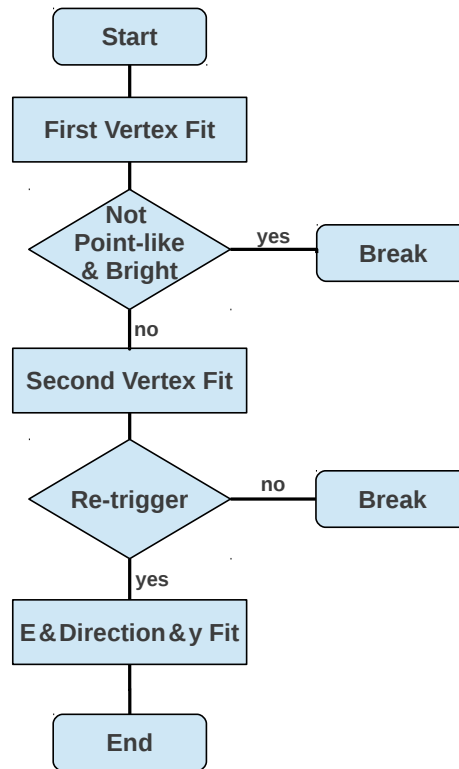 Start
First Vertex Fit
Not
Point-like
& Bright
yes
Break
no
Second Vertex Fit
Re-trigger
no
Break
yes
E & Direction & y Fit
End